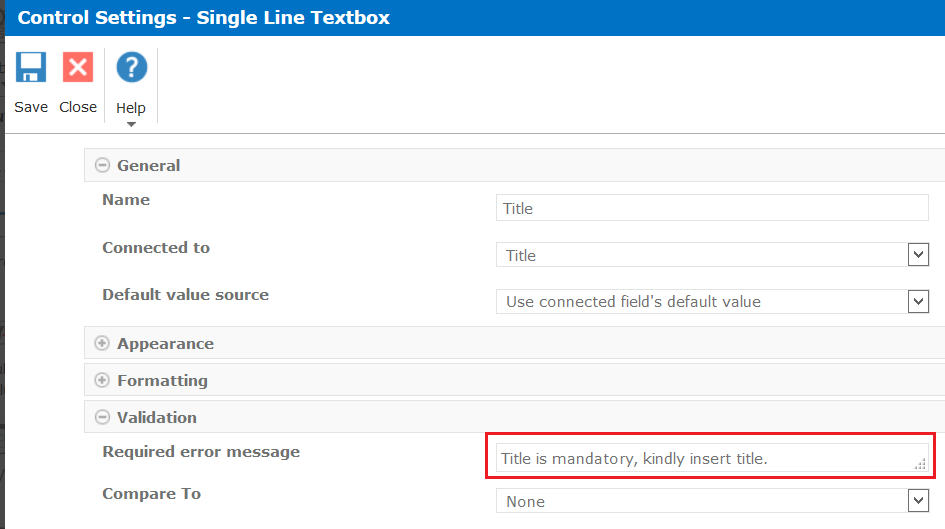 Control Settings - Single Line Textbox
Save Close Help
General
Name Title
Connected to Title
Default value source Use connected field's default value
Appearance
Formatting
Validation
Required error message Title is mandatory, kindly insert title.
Compare To None